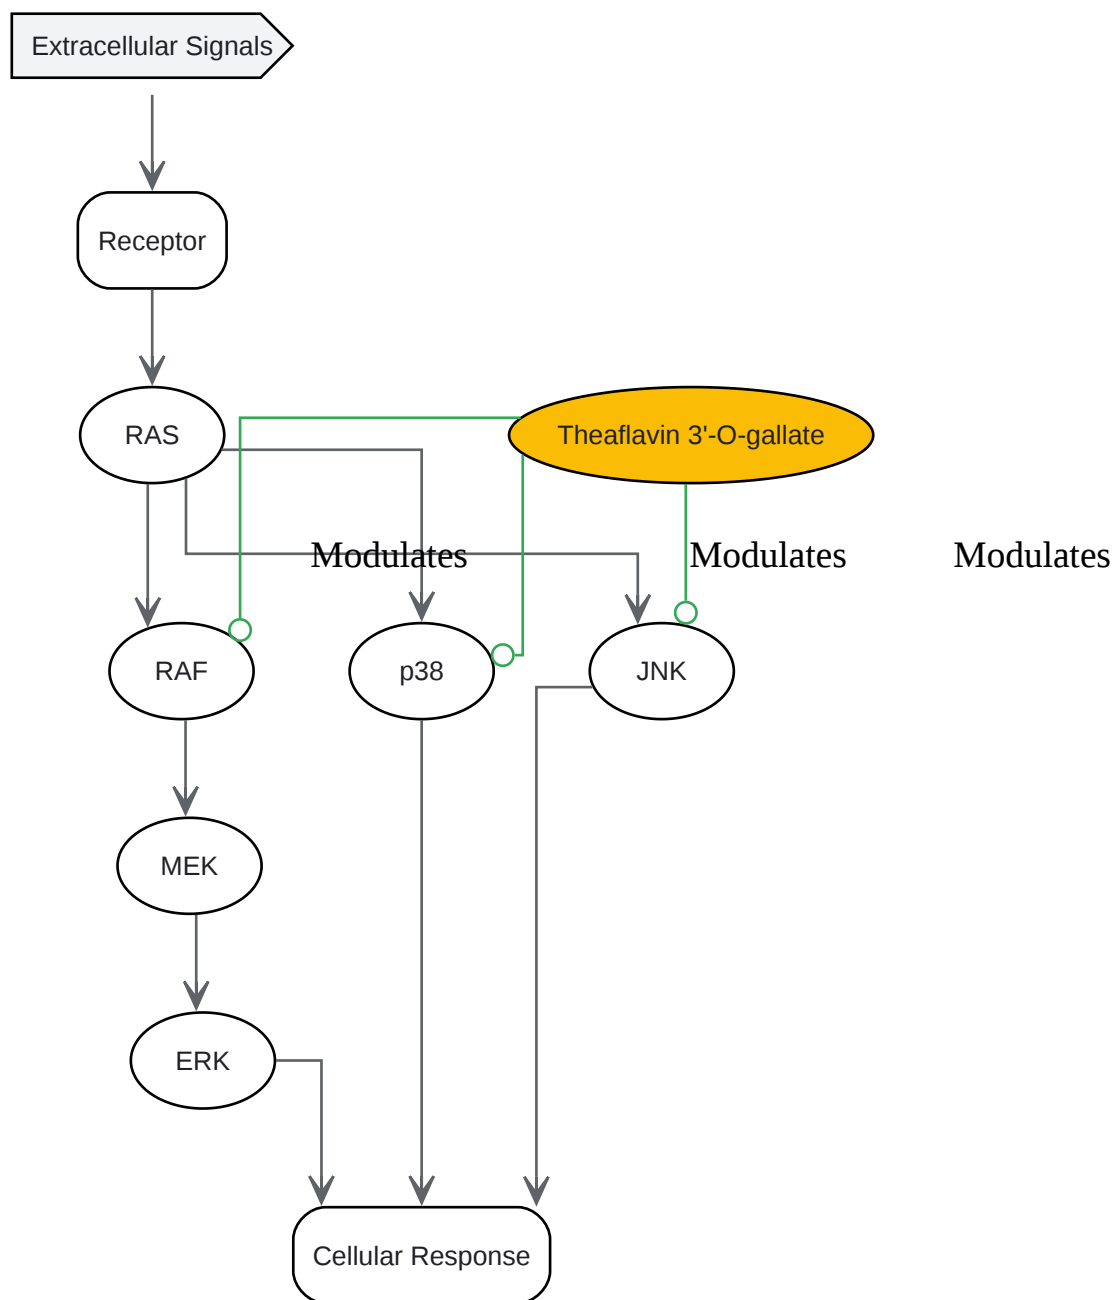 Extracellular Signals
Receptor
RAS
Theaflavin 3'-O-gallate
Modulates
Modulates
Modulates
RAF
p38
JNK
MEK
ERK
Cellular Response